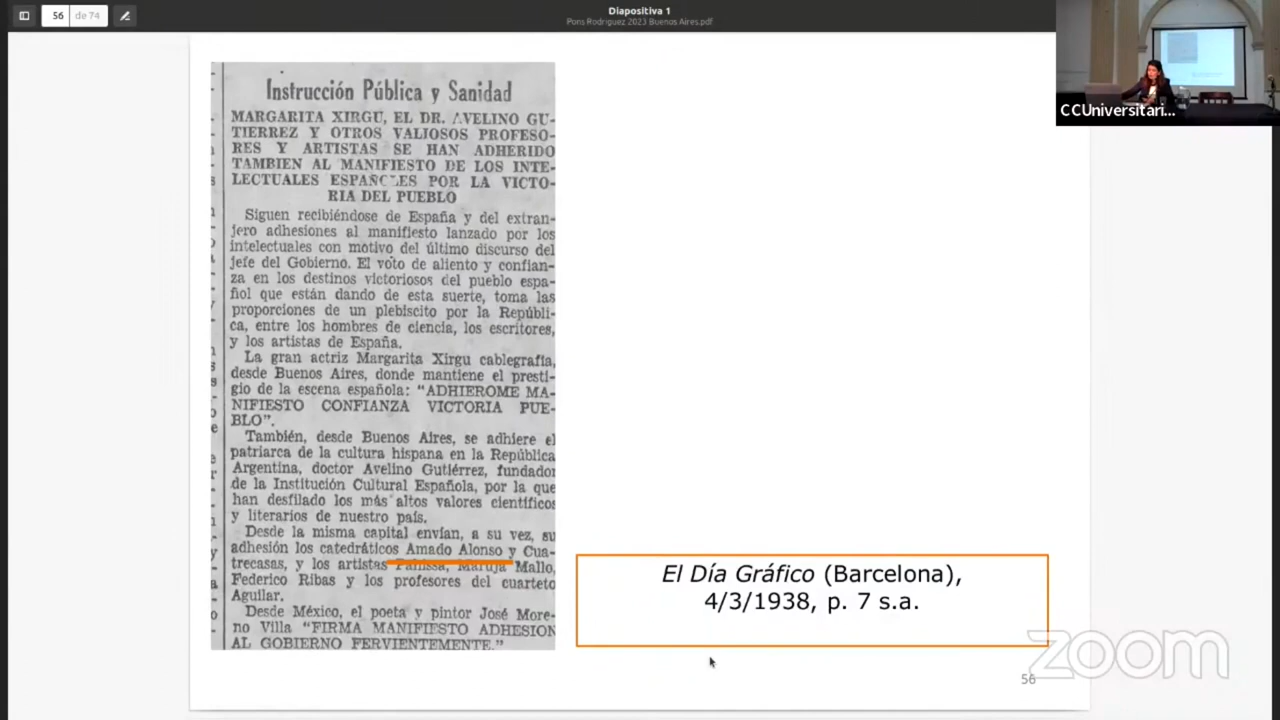 Diapositiva 1
56 de 74
Pons Rodríguez 2023 Buenos Aires.pdf
CCUniversitari...
Instrucción Pública y Sanidad
MARGARITA XIRGU, EL DR. AVELINO GU-
TIERREZ Y OTROS VALIOSOS PROFESO-
RES Y ARTISTAS SE HAN ADHERIDO
TAMBIEN AL MANIFIESTO DE LOS INTE-
LECTUALES ESPAÑOLES POR LA VICTO-
RIA DEL PUEBLO
Siguen recibiéndose de España y del extran-
jero adhesiones al manifiesto lanzado por los
intelectuales con motivo del último discurso del
jefe del Gobierno. El voto de aliento y confian-
za en los destinos victoriosos del pueblo espa-
ñol que están dando de esta suerte, toma las
proporciones de un plebiscito por la Repúbli-
ca, entre los hombres de ciencia, los escritores,
y los artistas de España.
La gran actriz Margarita Xirgu cablegrafía,
desde Buenos Aires, donde mantiene el presti-
gio de la escena española: "ADHIEROME MA-
NIFIESTO CONFIANZA VICTORIA PUE-
BLO".
También, desde Buenos Aires, se adhiere el
patriarca de la cultura hispana en la República
Argentina, doctor Avelino Gutiérrez, fundador
de la Institución Cultural Española, por la que
han desfilado los más altos valores científicos
y literarios de nuestro país.
Desde la misma capital envían, a su vez, su
adhesión los catedráticos Amado Alonso y Cua-
trecasas, y los artistas Pahissa, Maruja Mallo,
Federico Ribas y los profesores del cuarteto
Aguilar.
Desde México, el poeta y pintor José More-
no Villa "FIRMA MANIFIESTO ADHESION
AL GOBIERNO FERVIENTEMENTE."
El Día Gráfico (Barcelona),
4/3/1938, p. 7 s.a.
zoom
56